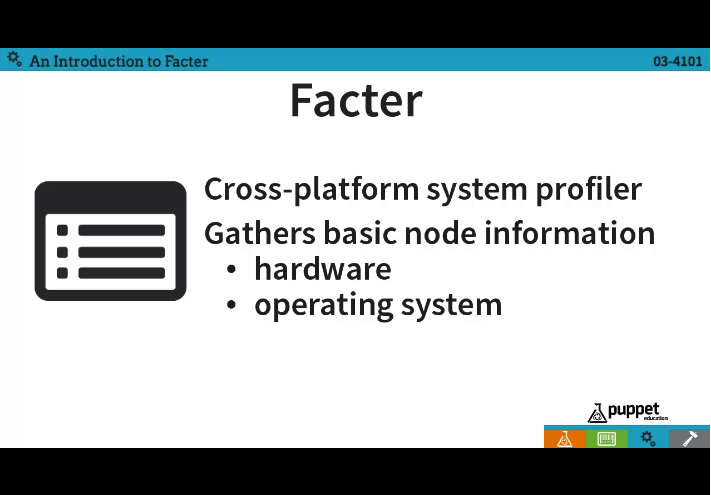 An Introduction to Facter
03-4101
Facter
Cross-platform system profiler
Gathers basic node information
• hardware
• operating system
puppet
education